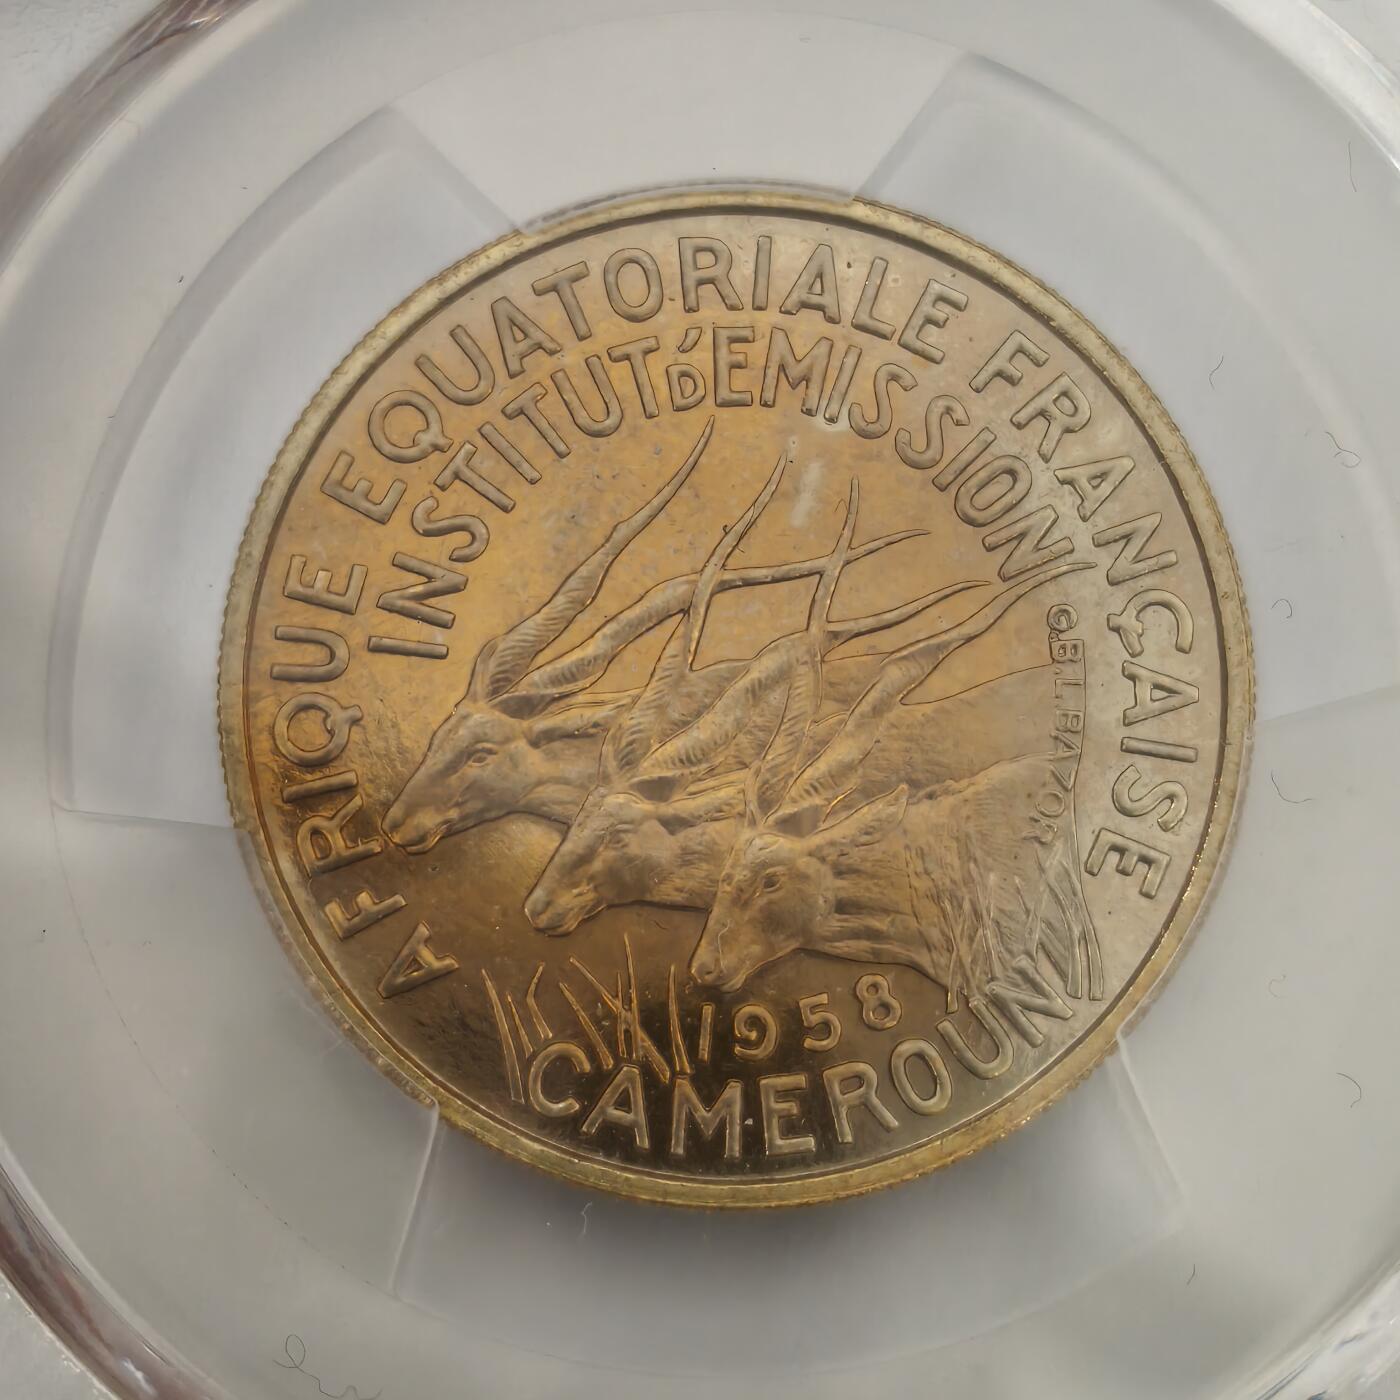 AFRIQUE EQUATORIALE FRANÇAISE
INSTITUT D'EMISSION
G.B.L.BAZOR
1958
CAMEROUN